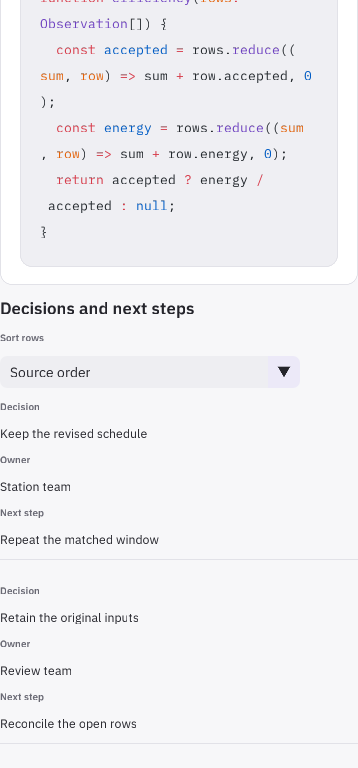 function efficiency(rows:
Observation[]) {
  const accepted = rows.reduce((
sum, row) => sum + row.accepted, 0
);
  const energy = rows.reduce((sum
, row) => sum + row.energy, 0);
  return accepted ? energy /
 accepted : null;
}
Decisions and next steps
Sort rows
Source order
Decision
Keep the revised schedule
Owner
Station team
Next step
Repeat the matched window
Decision
Retain the original inputs
Owner
Review team
Next step
Reconcile the open rows